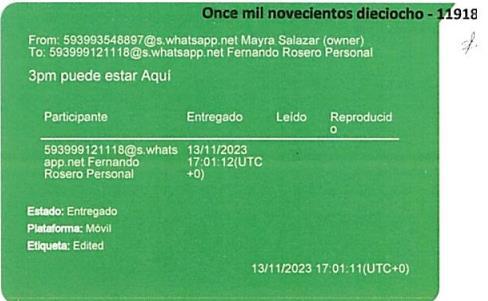 Once mil novecientos dieciocho - 11918
From: 593993548897@s.whatsapp.net Mayra Salazar (owner)
To: 593999121118@s.whatsapp.net Fernando Rosero Personal
3pm puede estar Aquí
Participante Entregado Leído Reproducid
o
593999121118@s.whats 13/11/2023
app.net Fernando 17:01:12(UTC
Rosero Personal +0)
Estado: Entregado
Plataforma: Móvil
Etiqueta: Edited
13/11/2023 17:01:11(UTC+0)